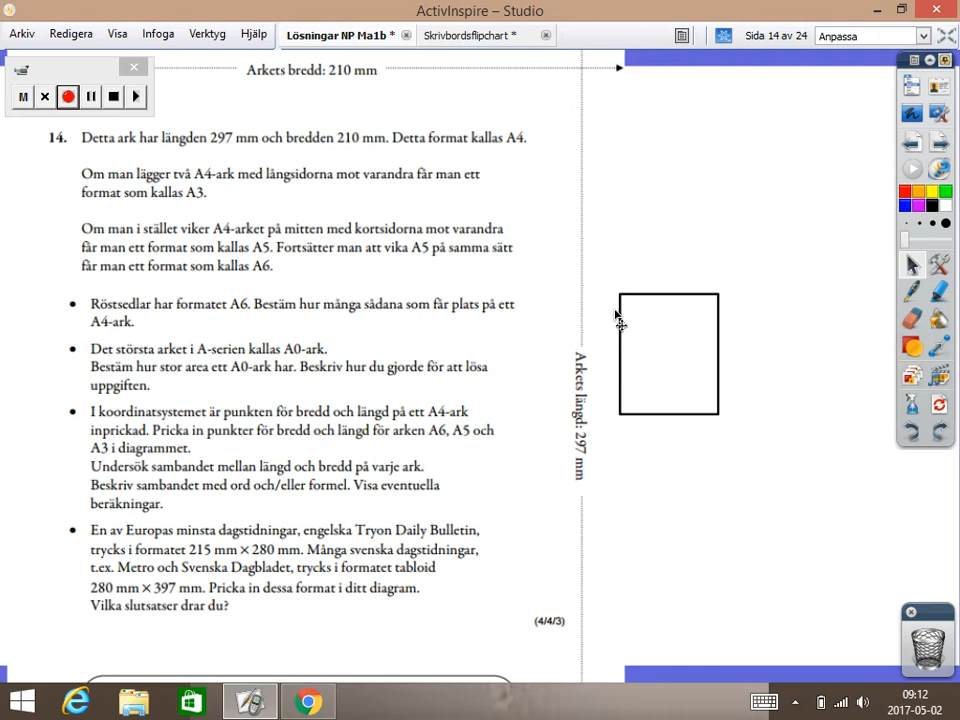 ActivInspire – Studio
Arkiv Redigera Visa Infoga Verktyg Hjälp
Lösningar NP Ma1b *
Skrivbordsflipchart *
Sida 14 av 24
Anpassa
Arkets bredd: 210 mm
M
14. Detta ark har längden 297 mm och bredden 210 mm. Detta format kallas A4.
Om man lägger två A4-ark med långsidorna mot varandra får man ett
format som kallas A3.
Om man i stället viker A4-arket på mitten med kortsidorna mot varandra
får man ett format som kallas A5. Fortsätter man att vika A5 på samma sätt
får man ett format som kallas A6.
• Röstsedlar har formatet A6. Bestäm hur många sådana som får plats på ett
A4-ark.
• Det största arket i A-serien kallas A0-ark.
Bestäm hur stor area ett A0-ark har. Beskriv hur du gjorde för att lösa
uppgiften.
• I koordinatsystemet är punkten för bredd och längd på ett A4-ark
inprickad. Pricka in punkter för bredd och längd för arken A6, A5 och
A3 i diagrammet.
Undersök sambandet mellan längd och bredd på varje ark.
Beskriv sambandet med ord och/eller formel. Visa eventuella
beräkningar.
• En av Europas minsta dagstidningar, engelska Tryon Daily Bulletin,
trycks i formatet 215 mm × 280 mm. Många svenska dagstidningar,
t.ex. Metro och Svenska Dagbladet, trycks i formatet tabloid
280 mm × 397 mm. Pricka in dessa format i ditt diagram.
Vilka slutsatser drar du?
(4/4/3)
Arkets längd: 297 mm
09:12
2017-05-02